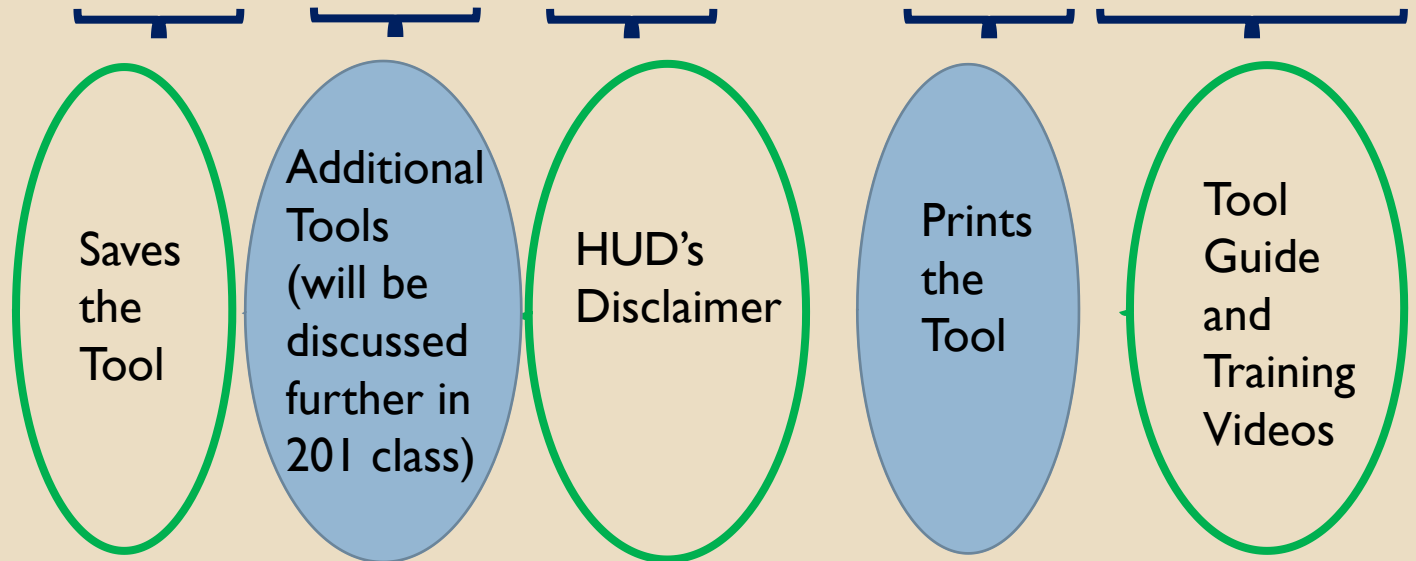 Saves
the
Tool
Additional
Tools
(will be
discussed
further in
201 class)
HUD's
Disclaimer
Prints
the
Tool
Tool
Guide
and
Training
Videos